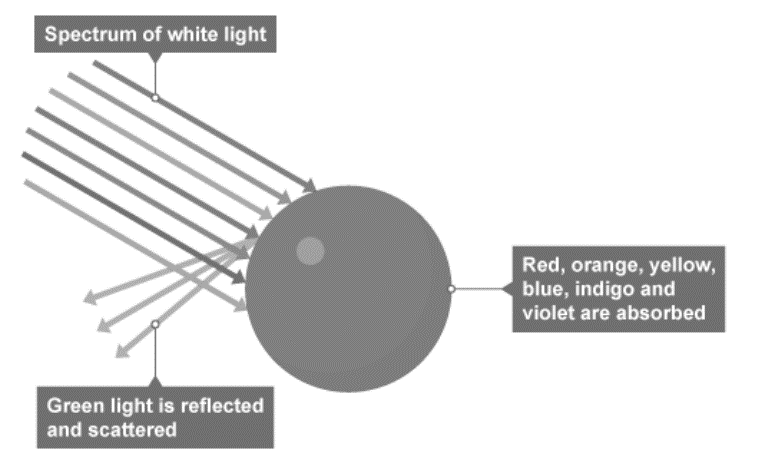 Spectrum of white light
Red, orange, yellow,
blue, indigo and
violet are absorbed
Green light is reflected
and scattered